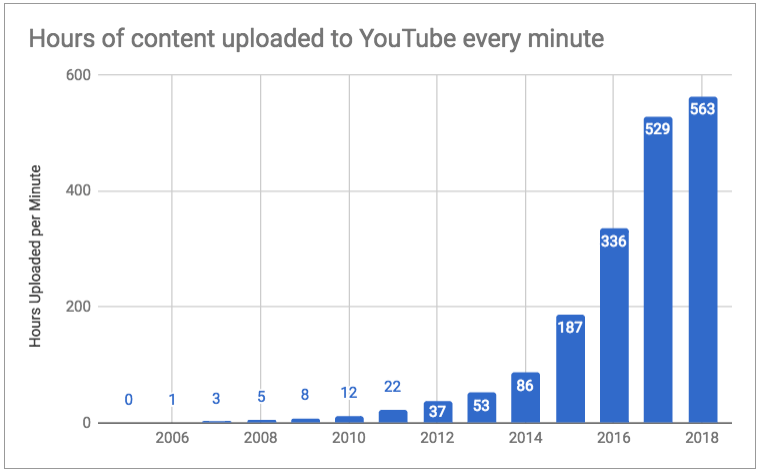 Hours of content uploaded to YouTube every minute
Hours Uploaded per Minute
600
400
200
0
0 1 3 5 8 12 22 37 53 86 187 336 529 563
2006 2008 2010 2012 2014 2016 2018